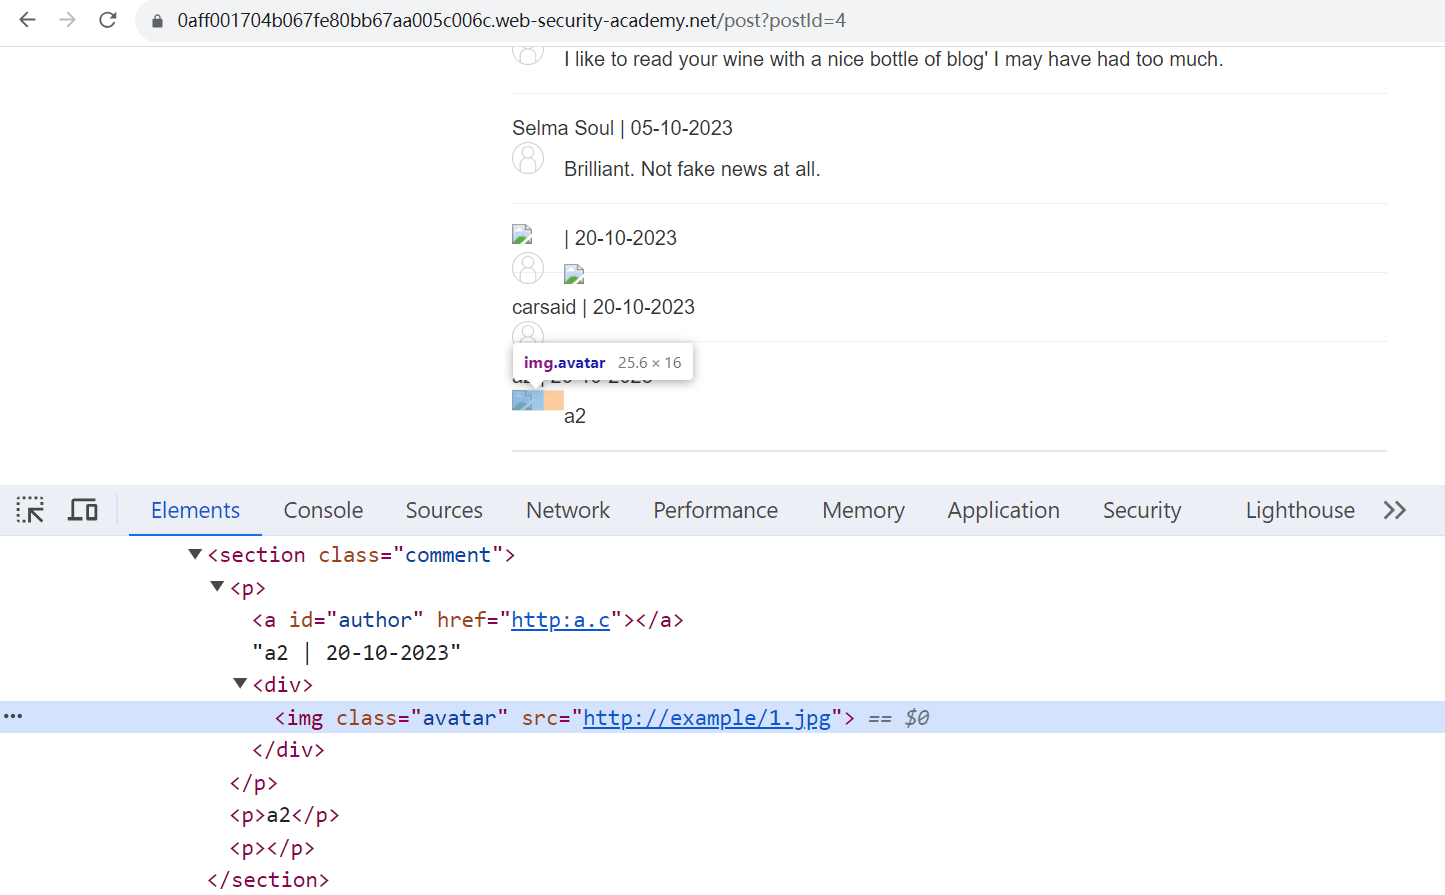 0aff001704b067fe80bb67aa005c006c.web-security-academy.net/post?postId=4
I like to read your wine with a nice bottle of blog' I may have had too much.
Selma Soul | 05-10-2023
Brilliant. Not fake news at all.
| 20-10-2023
carsaid | 20-10-2023
img.avatar 25.6 × 16
a2
Elements Console Sources Network Performance Memory Application Security Lighthouse
<section class="comment">
<p>
<a id="author" href="http:a.c"></a>
"a2 | 20-10-2023"
<div>
<img class="avatar" src="http://example/1.jpg"> == $0
</div>
</p>
<p>a2</p>
<p></p>
</section>